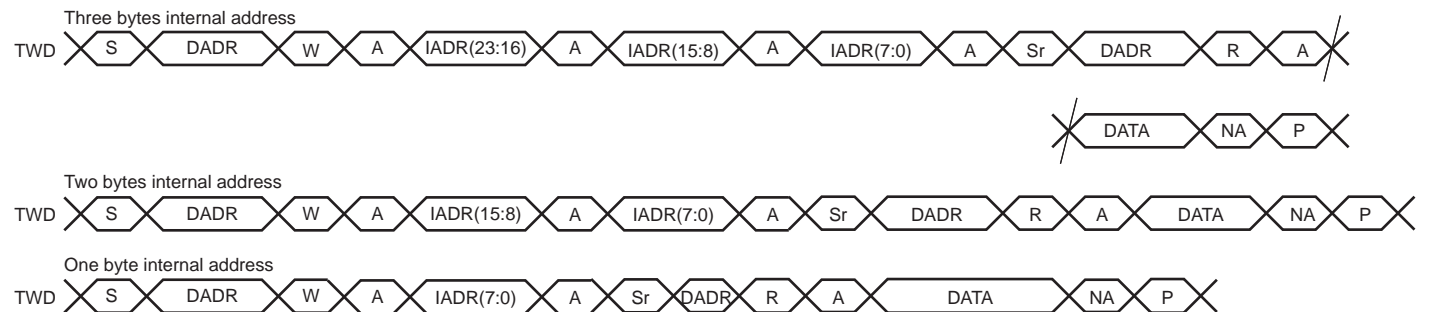 Three bytes internal address
TWD S DADR W A IADR(23:16) A IADR(15:8) A IADR(7:0) A Sr DADR R A
DATA NA P
Two bytes internal address
TWD S DADR W A IADR(15:8) A IADR(7:0) A Sr DADR R A DATA NA P
One byte internal address
TWD S DADR W A IADR(7:0) A Sr DADR R A DATA NA P